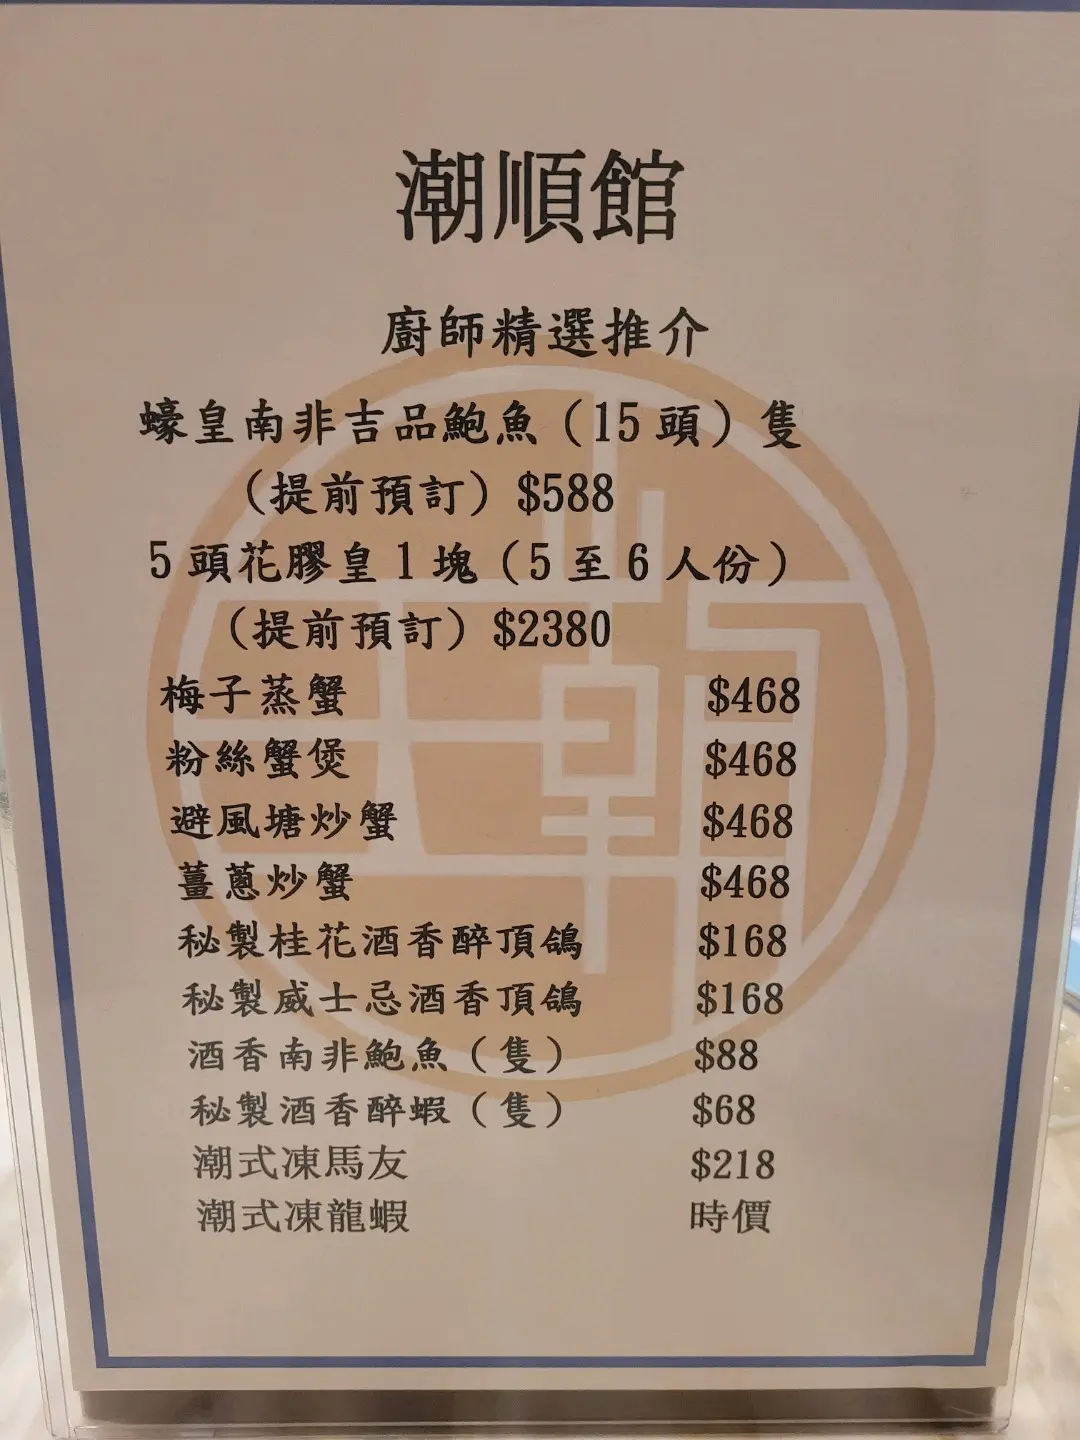 潮順館
廚師精選推介
蠔皇南非吉品鮑魚（15頭）隻
（提前預訂）$588
5頭花膠皇1塊（5至6人份）
（提前預訂）$2380
梅子蒸蟹 $468
粉絲蟹煲 $468
避風塘炒蟹 $468
薑蔥炒蟹 $468
秘製桂花酒香醉頂鴿 $168
秘製威士忌酒香頂鴿 $168
酒香南非鮑魚（隻） $88
秘製酒香醉蝦（隻） $68
潮式凍馬友 $218
潮式凍龍蝦 時價